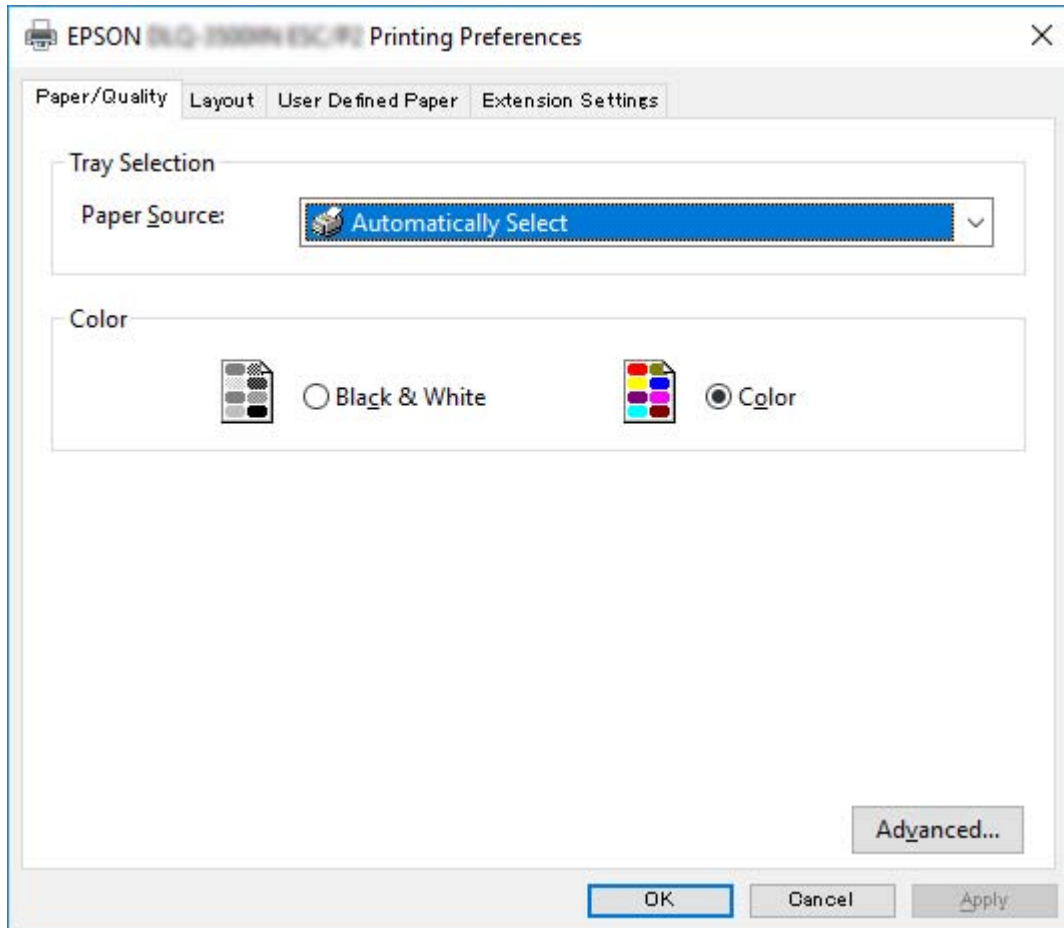 EPSON Printing Preferences
Paper/Quality Layout User Defined Paper Extension Settings
Tray Selection
Paper Source: Automatically Select
Color
Black & White Color
Advanced...
OK Cancel Apply